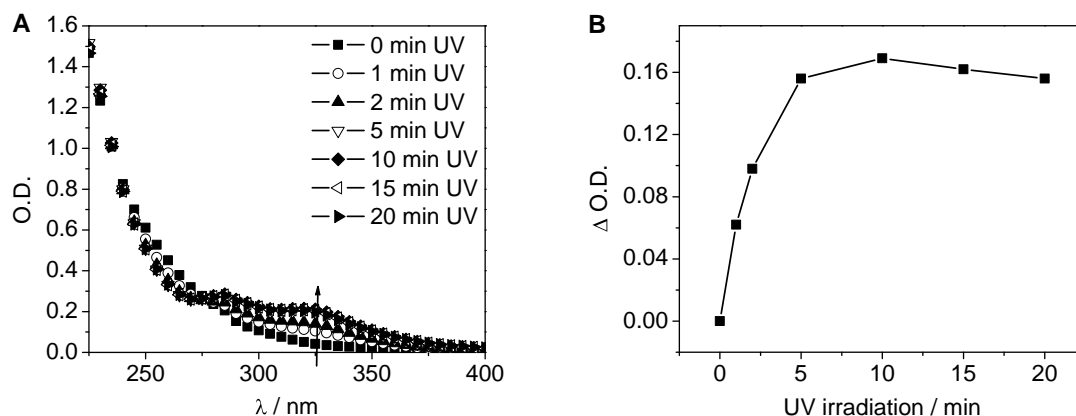 A
1.6
1.4
1.2
1.0
0.8
0.6
0.4
0.2
0.0
O.D.
250 300 350 400
λ / nm
0 min UV
1 min UV
2 min UV
5 min UV
10 min UV
15 min UV
20 min UV
B
0.16
0.12
0.08
0.04
0.00
Δ O.D.
0 5 10 15 20
UV irradiation / min